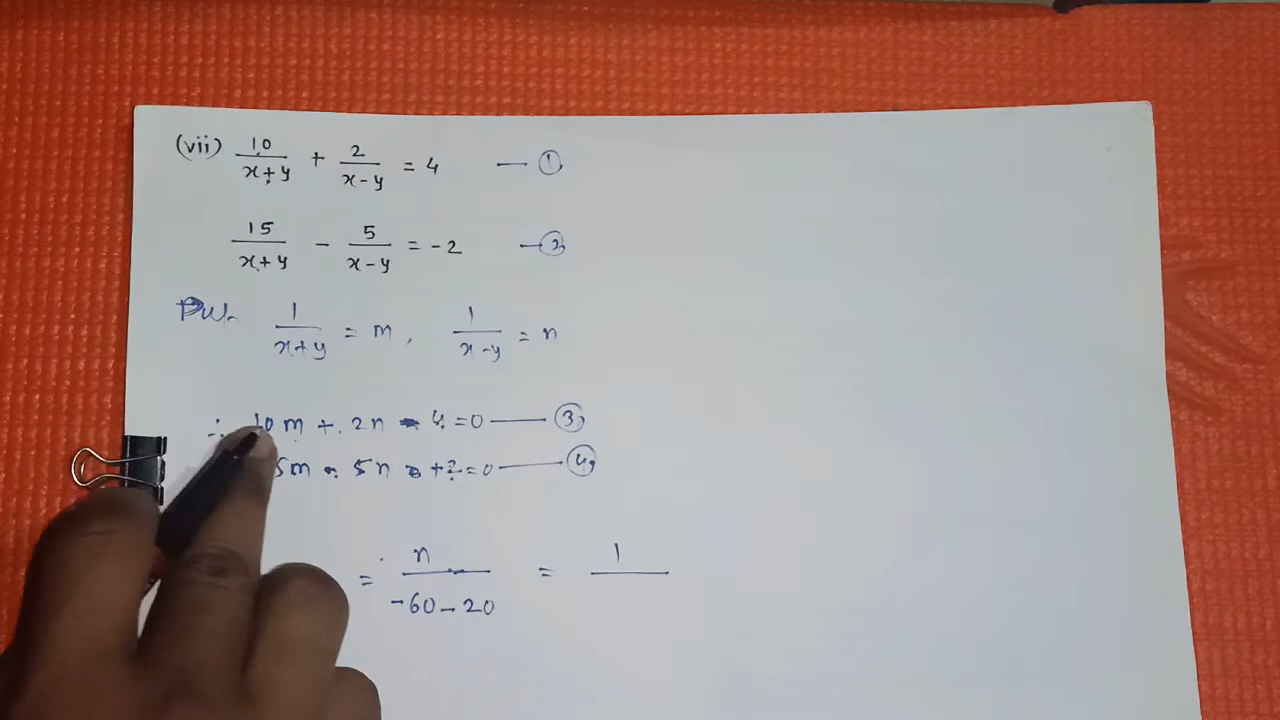 (vii) 10/(x+y) + 2/(x-y) = 4 — ①
15/(x+y) - 5/(x-y) = -2 — ②
1/(x+y) = m, 1/(x-y) = n
∴ 10m + 2n - 4 = 0 — ③
5m - 5n + 2 = 0 — ④
= n/(-60-20) = 1/